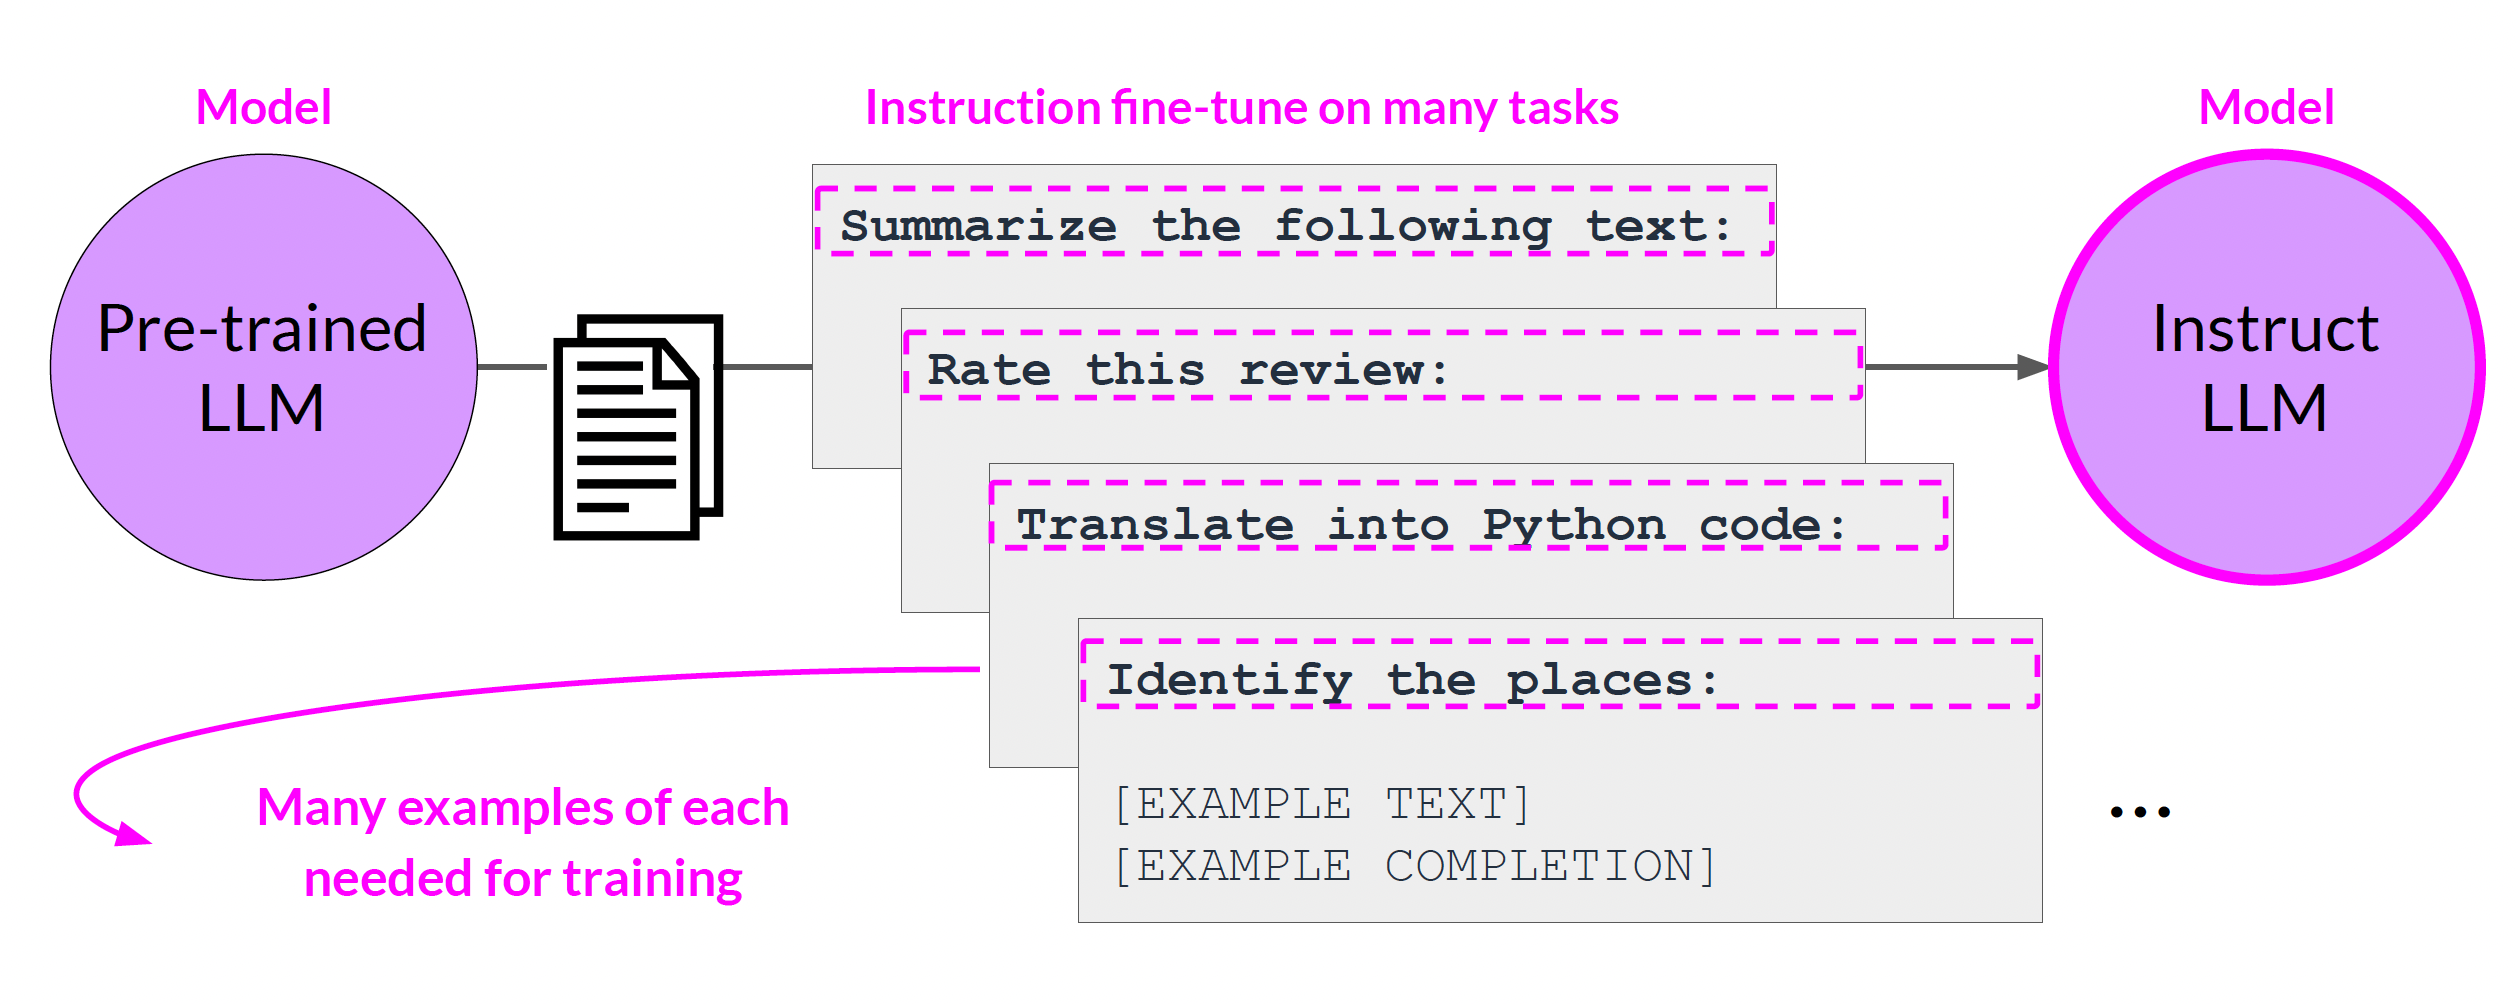 Model
Instruction fine-tune on many tasks
Model
Pre-trained
LLM
Summarize the following text:
Rate this review:
Translate into Python code:
Identify the places:
[EXAMPLE TEXT]
[EXAMPLE COMPLETION]
...
Instruct
LLM
Many examples of each
needed for training